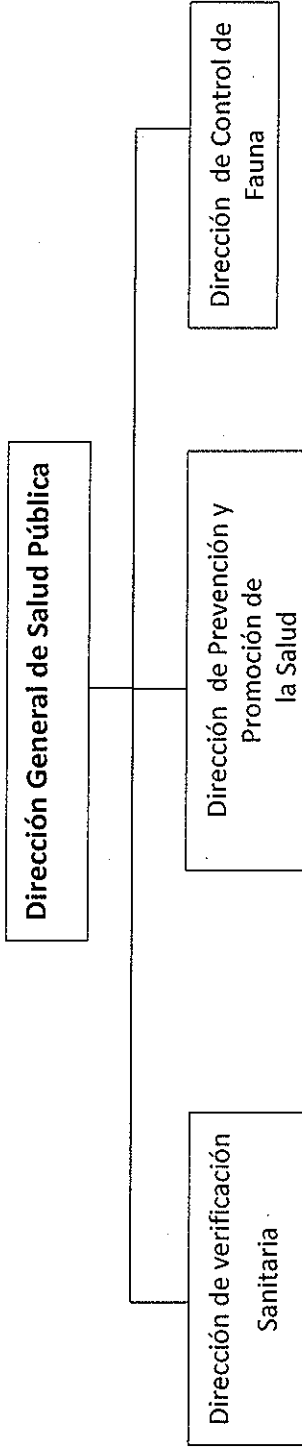 Dirección General de Salud Pública
Dirección de verificación
Sanitaria
Dirección de Prevención y
Promoción de
la Salud
Dirección de Control de
Fauna